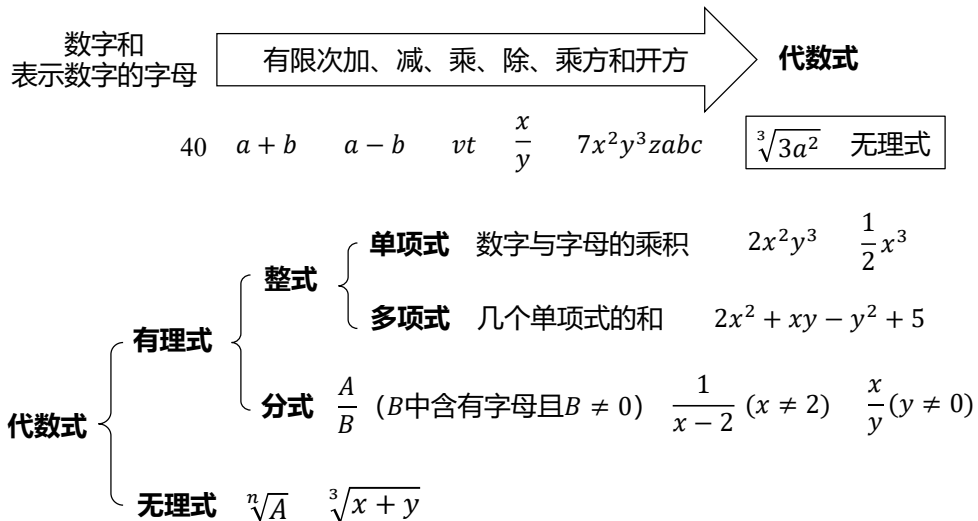 数字和
表示数字的字母
有限次加、减、乘、除、乘方和开方
代数式
40 a + b a − b vt x/y 7x²y³zabc ∛(3a²) 无理式
单项式 数字与字母的乘积 2x²y³ 1/2 x³
整式
多项式 几个单项式的和 2x² + xy − y² + 5
有理式
分式 A/B （B中含有字母且B ≠ 0） 1/(x − 2) (x ≠ 2) x/y (y ≠ 0)
代数式
无理式 ⁿ√A ∛(x + y)